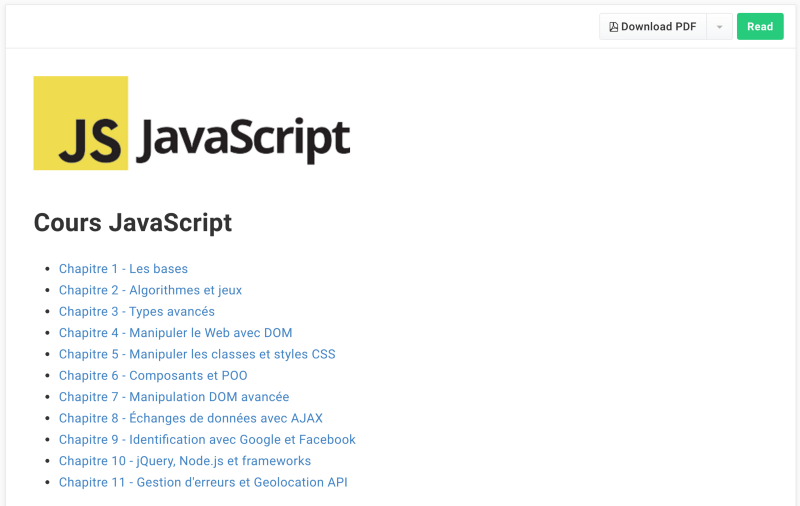 Download PDF
Read
JS JavaScript
Cours JavaScript
Chapitre 1 - Les bases
Chapitre 2 - Algorithmes et jeux
Chapitre 3 - Types avancés
Chapitre 4 - Manipuler le Web avec DOM
Chapitre 5 - Manipuler les classes et styles CSS
Chapitre 6 - Composants et POO
Chapitre 7 - Manipulation DOM avancée
Chapitre 8 - Échanges de données avec AJAX
Chapitre 9 - Identification avec Google et Facebook
Chapitre 10 - jQuery, Node.js et frameworks
Chapitre 11 - Gestion d'erreurs et Geolocation API